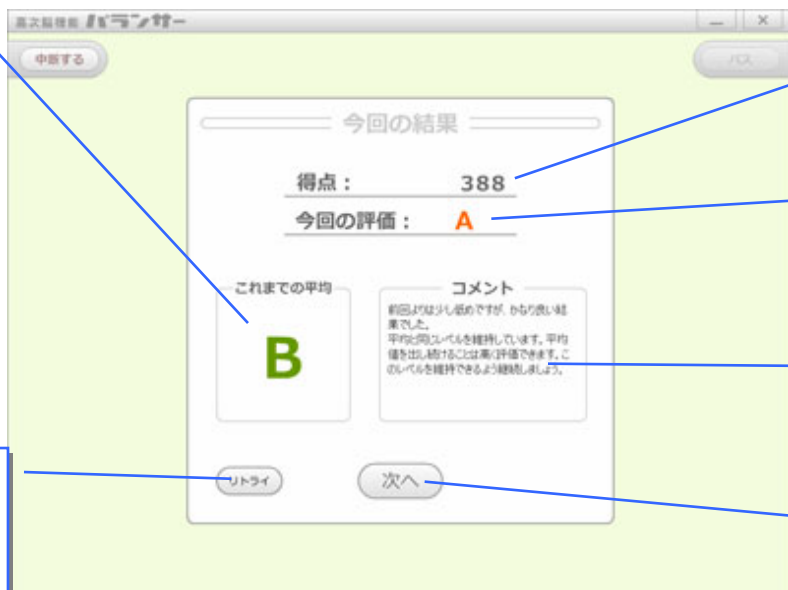 高次脳機能 バランサー
中断する
パス
今回の結果
得点： 388
今回の評価： A
これまでの平均
B
コメント
前回よりは少し低めですが、かなり良い結
果でした。
平均と同じレベルを維持しています。平均
値を出し続けることは高く評価できます。こ
のレベルを維持できるよう継続しましょう。
リトライ
次へ